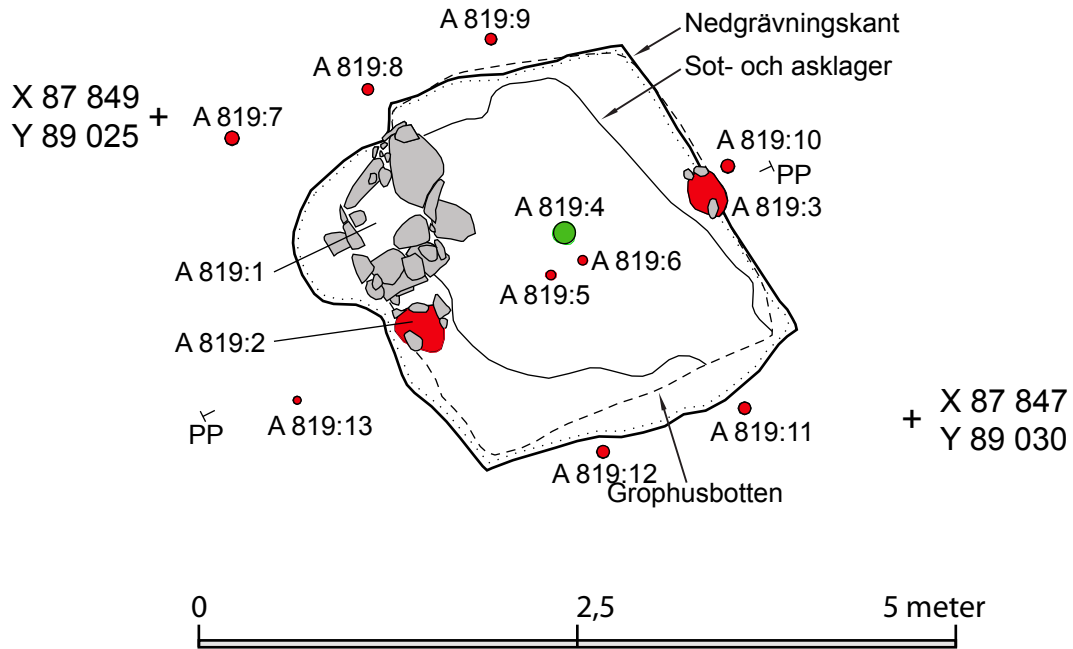 A 819:9
Nedgrävningskant
A 819:8
Sot- och asklager
X 87 849
Y 89 025
+
A 819:7
A 819:10
PP
A 819:3
A 819:4
A 819:6
A 819:1
A 819:5
A 819:2
PP
A 819:13
A 819:11
+
X 87 847
Y 89 030
A 819:12
Grophusbotten
0
2,5
5 meter